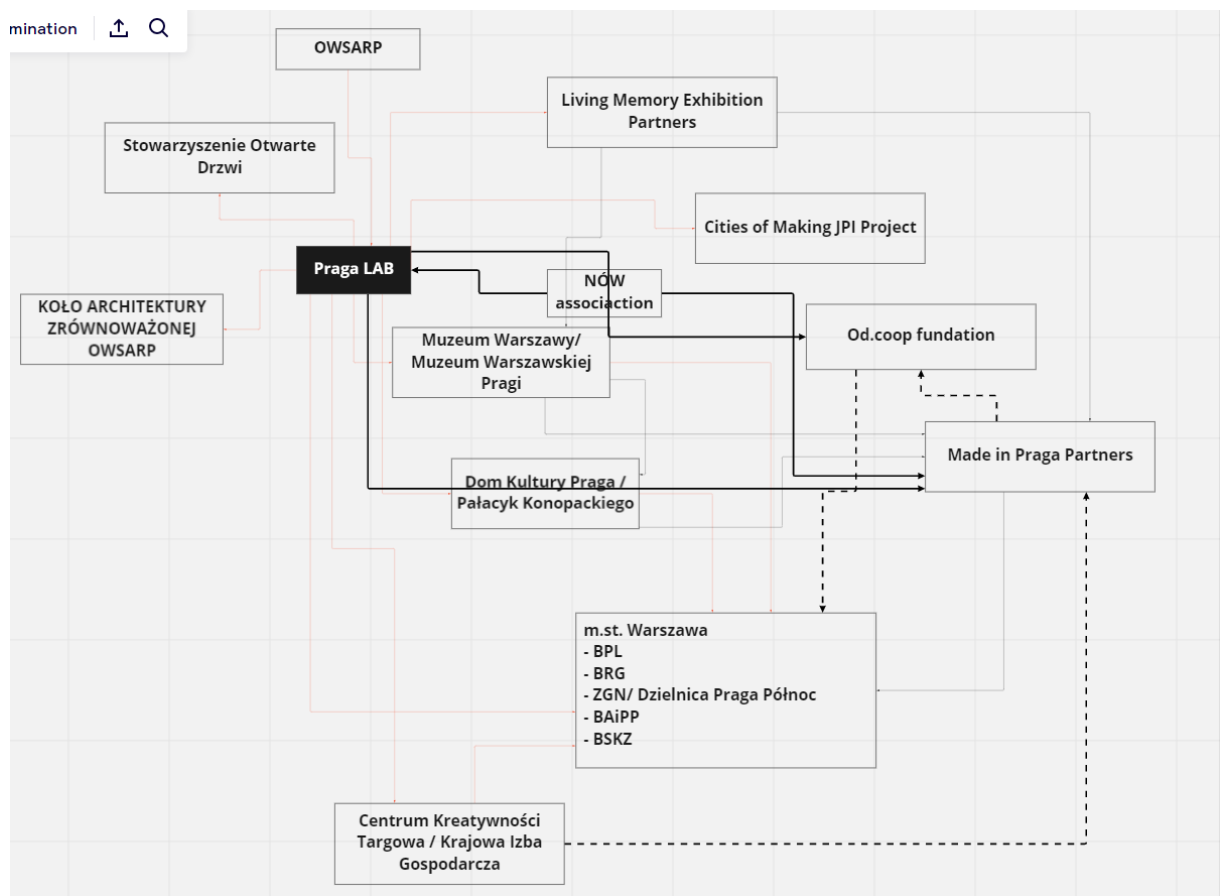 mination
OWSARP
Living Memory Exhibition
Partners
Stowarzyszenie Otwarte
Drzwi
Cities of Making JPI Project
Praga LAB
NÓW
associaction
KOŁO ARCHITEKTURY
ZRÓWNOWAŻONEJ
OWSARP
Od.coop fundation
Muzeum Warszawy/
Muzeum Warszawskiej
Pragi
Made in Praga Partners
Dom Kultury Praga /
Pałacyk Konopackiego
m.st. Warszawa
- BPL
- BRG
- ZGN/ Dzielnica Praga Północ
- BAiPP
- BSKZ
Centrum Kreatywności
Targowa / Krajowa Izba
Gospodarcza